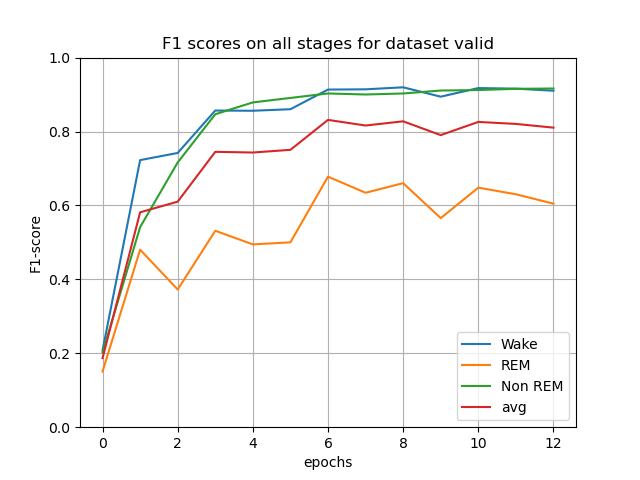 F1 scores on all stages for dataset valid
1.0
0.8
0.6
0.4
0.2
0.0
F1-score
0 2 4 6 8 10 12
epochs
Wake
REM
Non REM
avg